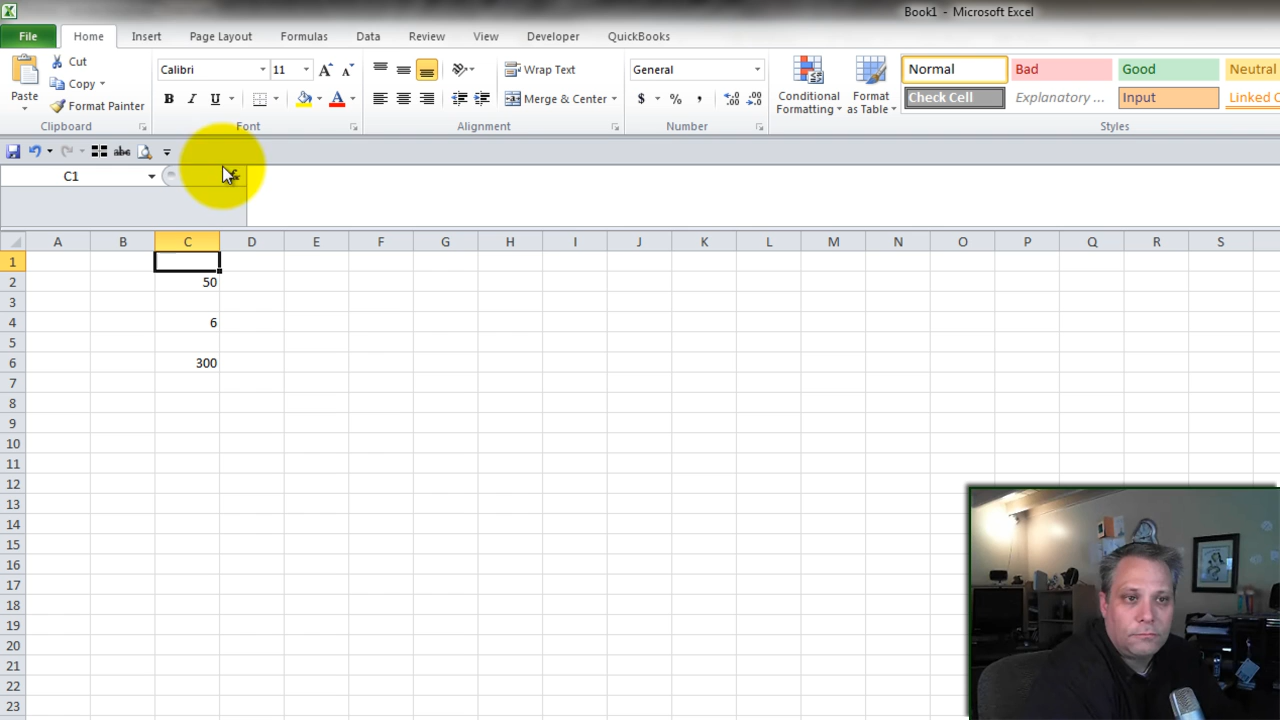 Book1 - Microsoft Excel
File Home Insert Page Layout Formulas Data Review View Developer QuickBooks
Paste
Cut
Copy
Format Painter
Clipboard
Calibri 11
B I U A
Font
Wrap Text
Merge & Center
Alignment
General
$ % ,
Number
Conditional Formatting
Format as Table
Normal Bad Good Neutral
Check Cell Explanatory ... Input Linked C
Styles
abc
C1
A B C D E F G H I J K L M N O P Q R S
1
2 50
3
4 6
5
6 300
7
8
9
10
11
12
13
14
15
16
17
18
19
20
21
22
23